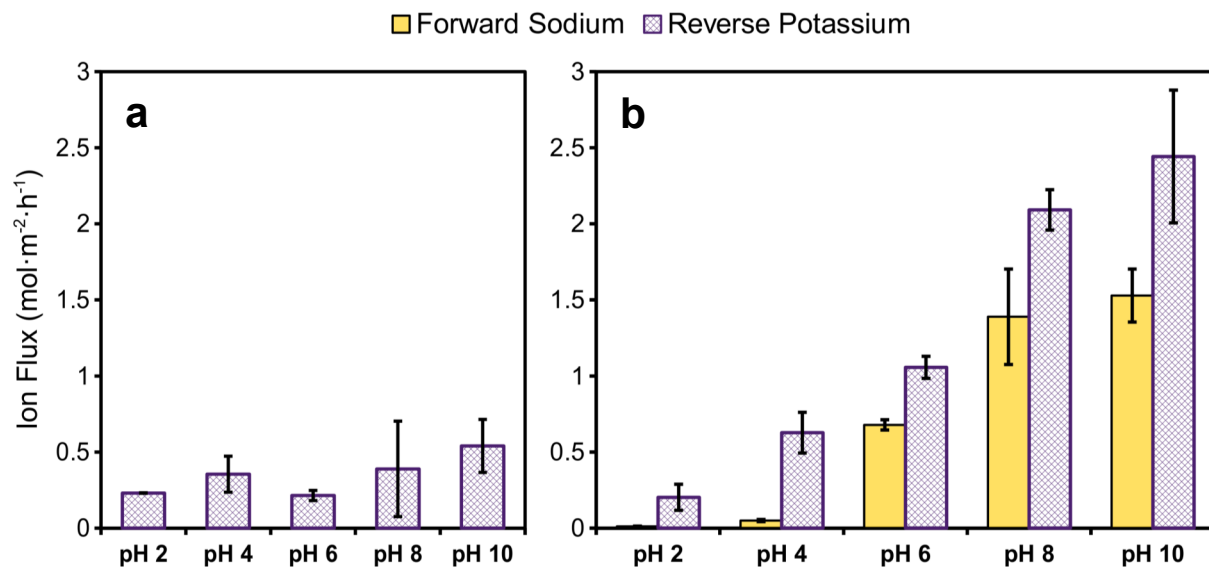 Forward Sodium Reverse Potassium
a
b
Ion Flux (mol·m⁻²·h⁻¹)
3
2.5
2
1.5
1
0.5
0
pH 2 pH 4 pH 6 pH 8 pH 10
3
2.5
2
1.5
1
0.5
0
pH 2 pH 4 pH 6 pH 8 pH 10